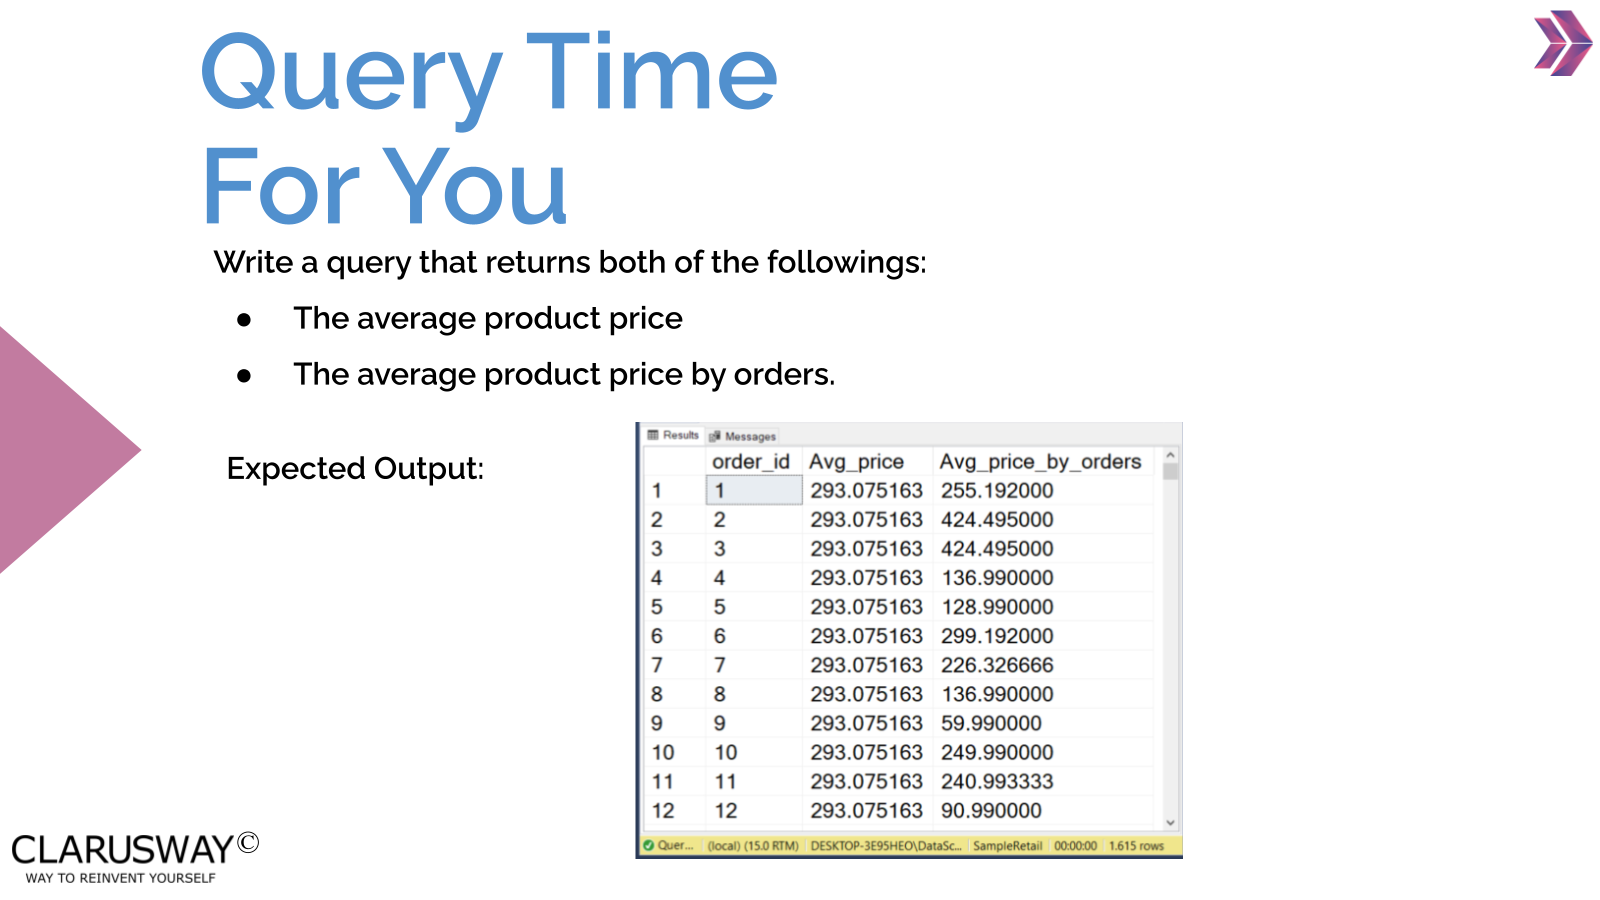 Query Time
For You
Write a query that returns both of the followings:
● The average product price
● The average product price by orders.
Expected Output:
Results Messages
order_id Avg_price Avg_price_by_orders
1 1 293.075163 255.192000
2 2 293.075163 424.495000
3 3 293.075163 424.495000
4 4 293.075163 136.990000
5 5 293.075163 128.990000
6 6 293.075163 299.192000
7 7 293.075163 226.326666
8 8 293.075163 136.990000
9 9 293.075163 59.990000
10 10 293.075163 249.990000
11 11 293.075163 240.993333
12 12 293.075163 90.990000
Quer... (local) (15.0 RTM) DESKTOP-3E95HEO\DataSc... SampleRetail 00:00:00 1.615 rows
CLARUSWAY©
WAY TO REINVENT YOURSELF